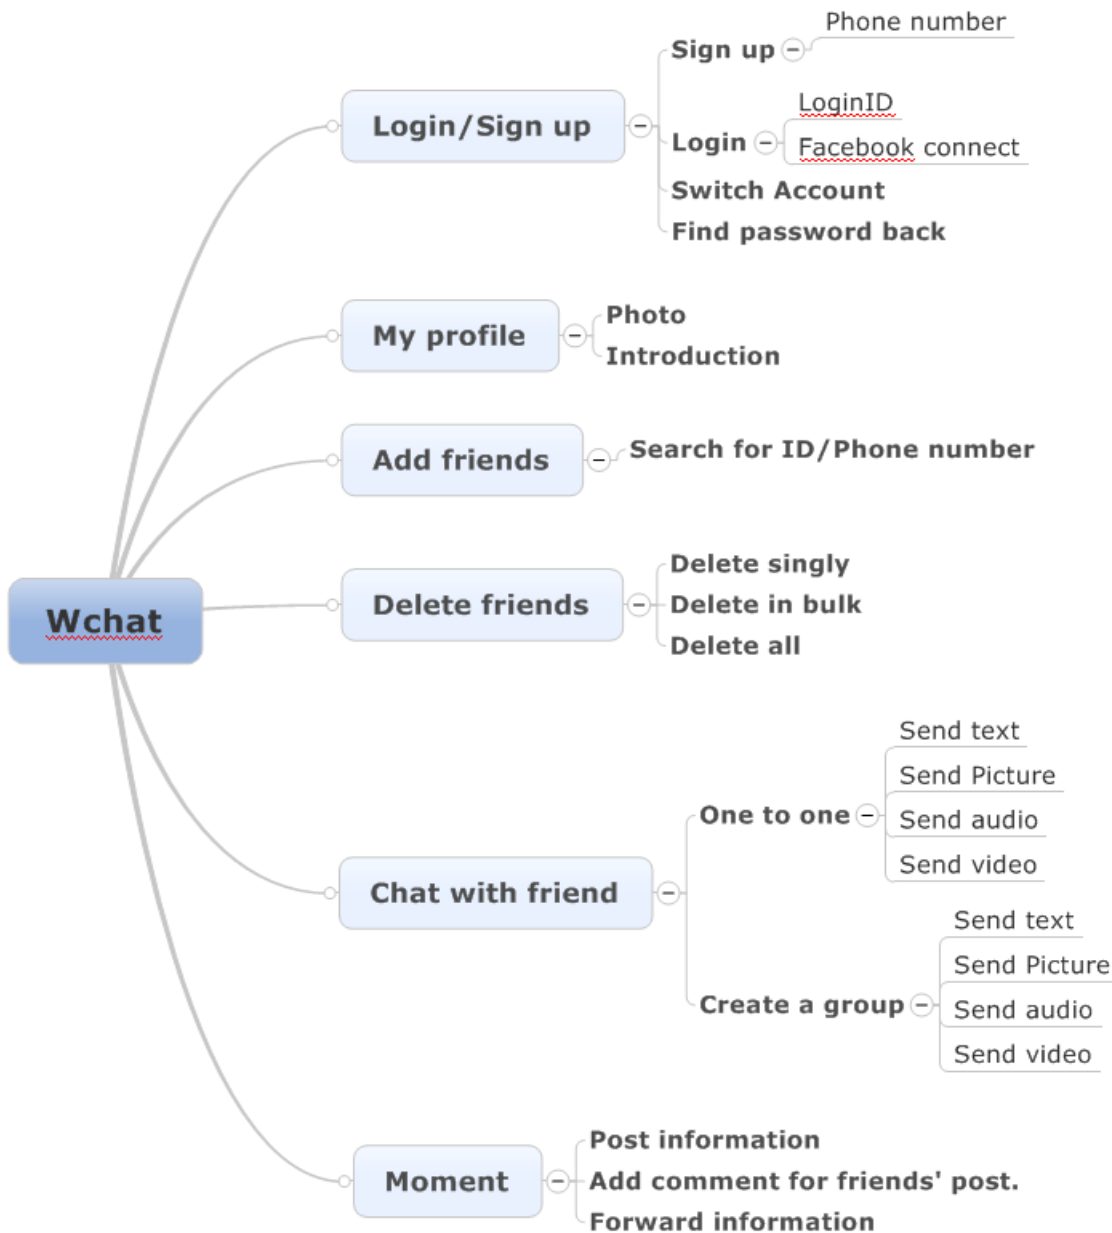 Wchat
Login/Sign up
Sign up
Phone number
Login
LoginID
Facebook connect
Switch Account
Find password back
My profile
Photo
Introduction
Add friends
Search for ID/Phone number
Delete friends
Delete singly
Delete in bulk
Delete all
Chat with friend
One to one
Send text
Send Picture
Send audio
Send video
Create a group
Send text
Send Picture
Send audio
Send video
Moment
Post information
Add comment for friends' post.
Forward information